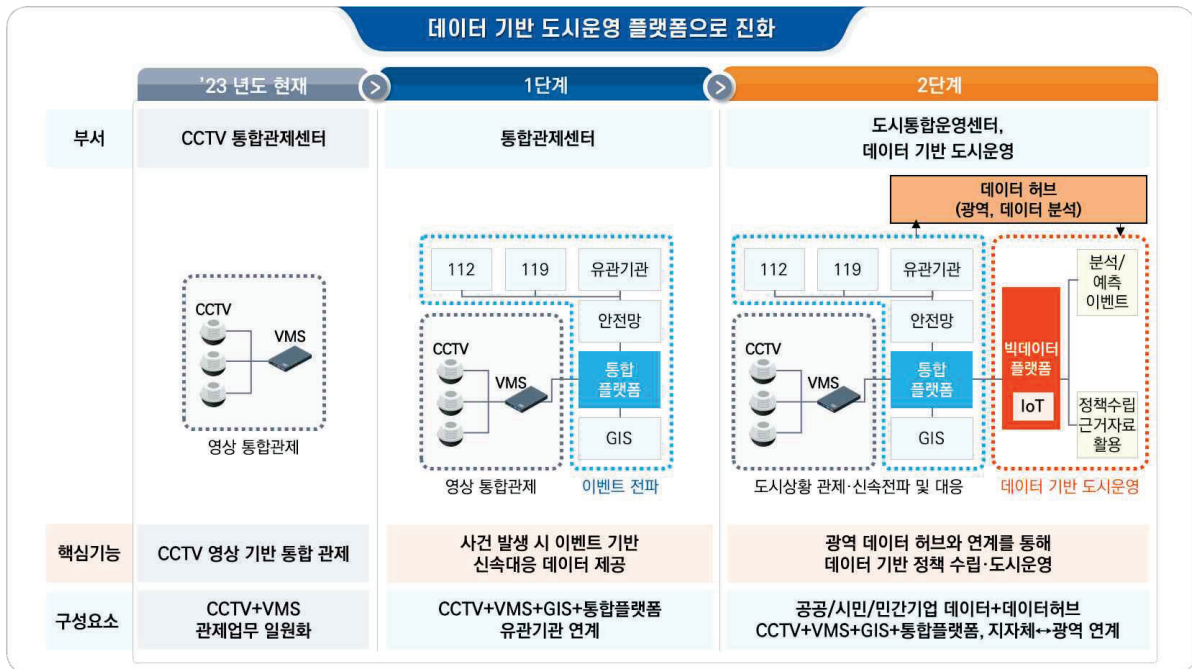 데이터 기반 도시운영 플랫폼으로 진화
'23 년도 현재
>
1단계
>
2단계
부서
CCTV 통합관제센터
통합관제센터
도시통합운영센터,
데이터 기반 도시운영
CCTV
VMS
영상 통합관제
112
119
유관기관
안전망
CCTV
VMS
통합
플랫폼
GIS
영상 통합관제
이벤트 전파
데이터 허브
(광역, 데이터 분석)
112
119
유관기관
안전망
CCTV
VMS
통합
플랫폼
GIS
빅데이터
플랫폼
IoT
분석/
예측
이벤트
정책수립
근거자료
활용
도시상황 관제·신속전파 및 대응
데이터 기반 도시운영
핵심기능
CCTV 영상 기반 통합 관제
사건 발생 시 이벤트 기반
신속대응 데이터 제공
광역 데이터 허브와 연계를 통해
데이터 기반 정책 수립·도시운영
구성요소
CCTV+VMS
관제업무 일원화
CCTV+VMS+GIS+통합플랫폼
유관기관 연계
공공/시민/민간기업 데이터+데이터허브
CCTV+VMS+GIS+통합플랫폼, 지자체↔광역 연계